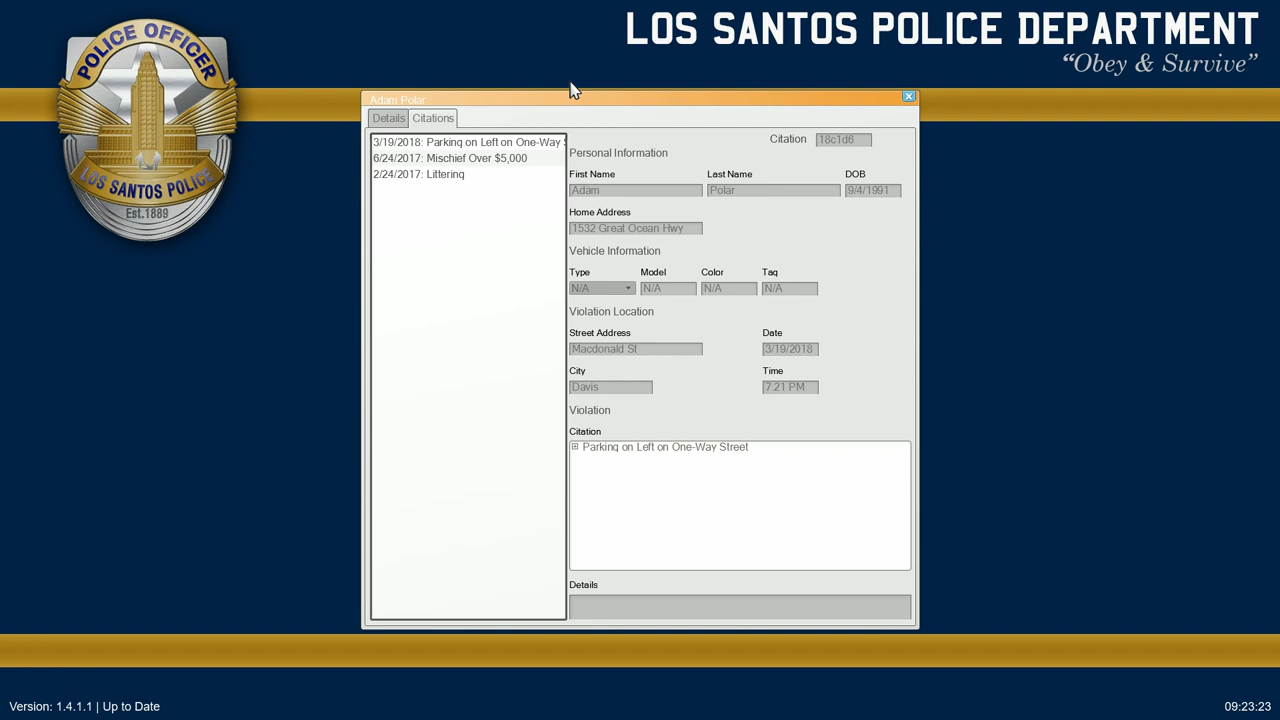 POLICE OFFICER
LOS SANTOS POLICE
Est.1889
LOS SANTOS POLICE DEPARTMENT
“Obey & Survive”
Adam Polar
Details Citations
3/19/2018: Parking on Left on One-Way S
6/24/2017: Mischief Over $5,000
2/24/2017: Littering
Citation 18c1d6
Personal Information
First Name Last Name DOB
Adam Polar 9/4/1991
Home Address
1532 Great Ocean Hwy
Vehicle Information
Type Model Color Tag
N/A N/A N/A N/A
Violation Location
Street Address Date
Macdonald St 3/19/2018
City Time
Davis 7:21 PM
Violation
Citation
Parking on Left on One-Way Street
Details
Version: 1.4.1.1 | Up to Date
09:23:23